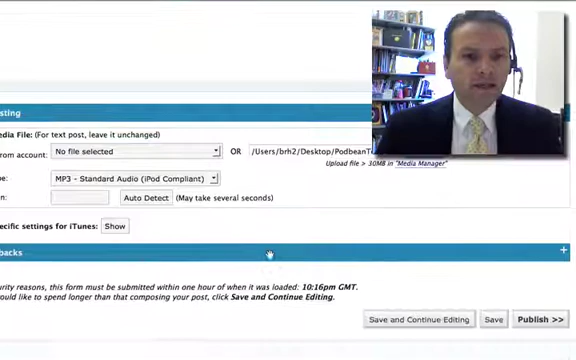 sting
edia File: (For text post, leave it unchanged)
rom account: No file selected OR /Users/brh2/Desktop/PodbeanT
Upload file > 30MB in "Media Manager"
pe: MP3 - Standard Audio (iPod Compliant)
n: Auto Detect (May take several seconds)
ecific settings for iTunes: Show
backs +
urity reasons, this form must be submitted within one hour of when it was loaded: 10:16pm GMT.
ould like to spend longer than that composing your post, click Save and Continue Editing.
Save and Continue Editing Save Publish >>